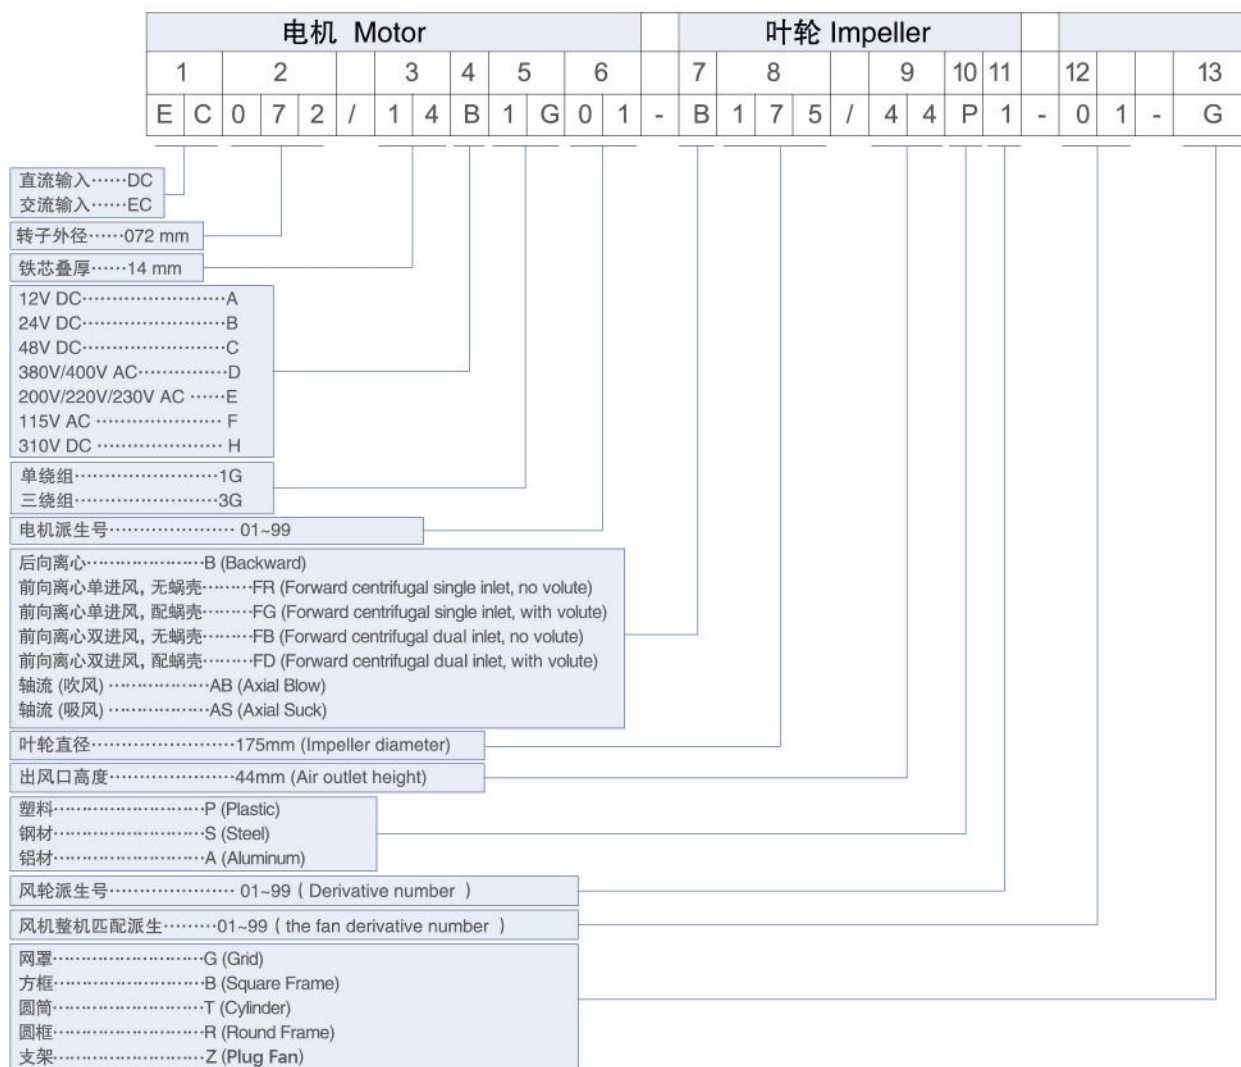 电机 Motor 叶轮 Impeller
1 2 / 3 4 5 6 7 8 / 9 10 11 12 - 13
E C 0 7 2 / 1 4 B 1 G 0 1 - B 1 7 5 / 4 4 P 1 - 0 1 - G
直流输入……DC
交流输入……EC
转子外径……072 mm
铁芯叠厚……14 mm
12V DC………………………A
24V DC………………………B
48V DC………………………C
380V/400V AC……………D
200V/220V/230V AC ……E
115V AC ………………… F
310V DC ………………… H
单绕组……………………1G
三绕组……………………3G
电机派生号………………… 01~99
后向离心…………………B (Backward)
前向离心单进风, 无蜗壳………FR (Forward centrifugal single inlet, no volute)
前向离心单进风, 配蜗壳………FG (Forward centrifugal single inlet, with volute)
前向离心双进风, 无蜗壳………FB (Forward centrifugal dual inlet, no volute)
前向离心双进风, 配蜗壳………FD (Forward centrifugal dual inlet, with volute)
轴流 (吹风) ………………AB (Axial Blow)
轴流 (吸风) ………………AS (Axial Suck)
叶轮直径……………………175mm (Impeller diameter)
出风口高度…………………44mm (Air outlet height)
塑料………………………P (Plastic)
钢材………………………S (Steel)
铝材………………………A (Aluminum)
风轮派生号………………… 01~99 ( Derivative number )
风机整机匹配派生………01~99 ( the fan derivative number )
网罩………………………G (Grid)
方框………………………B (Square Frame)
圆筒………………………T (Cylinder)
圆框………………………R (Round Frame)
支架………………………Z (Plug Fan)